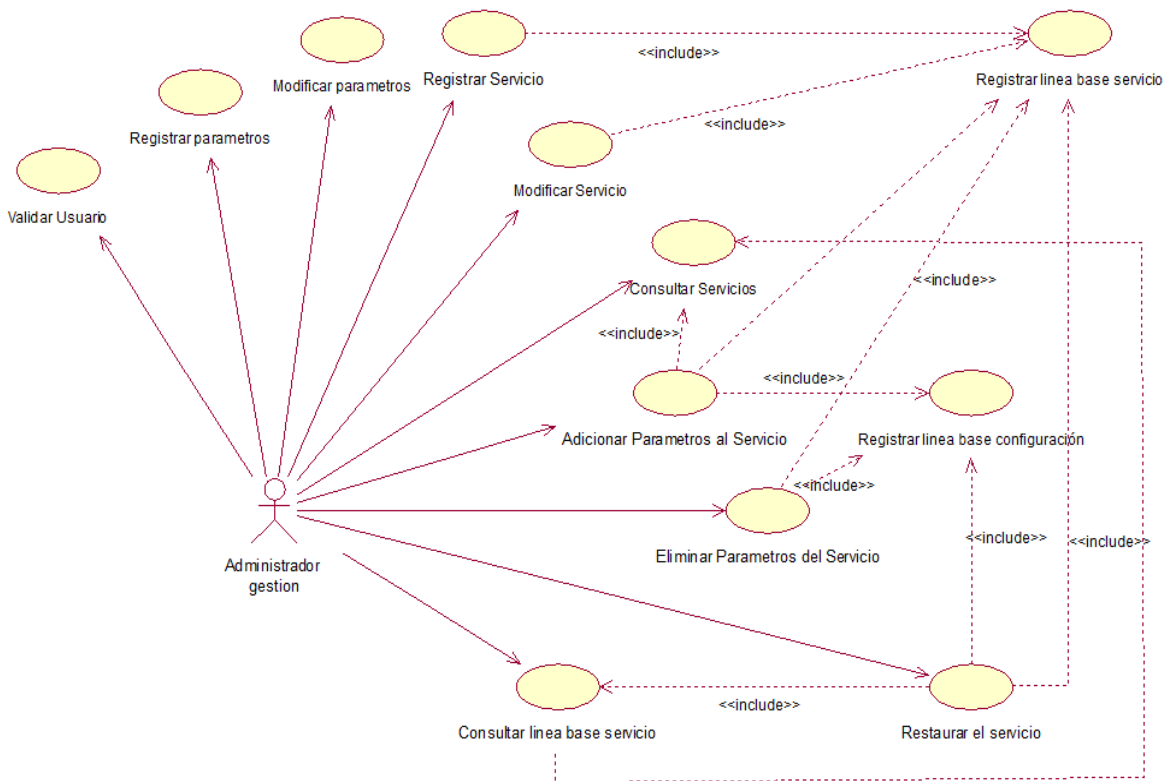 Modificar parametros
Registrar Servicio
<<include>>
Registrar linea base servicio
Registrar parametros
<<include>>
Modificar Servicio
Validar Usuario
Consultar Servicios
<<include>>
<<include>>
<<include>>
Adicionar Parametros al Servicio
Registrar linea base configuración
<<include>>
Eliminar Parametros del Servicio
<<include>>
<<include>>
Administrador
gestion
<<include>>
Consultar linea base servicio
Restaurar el servicio